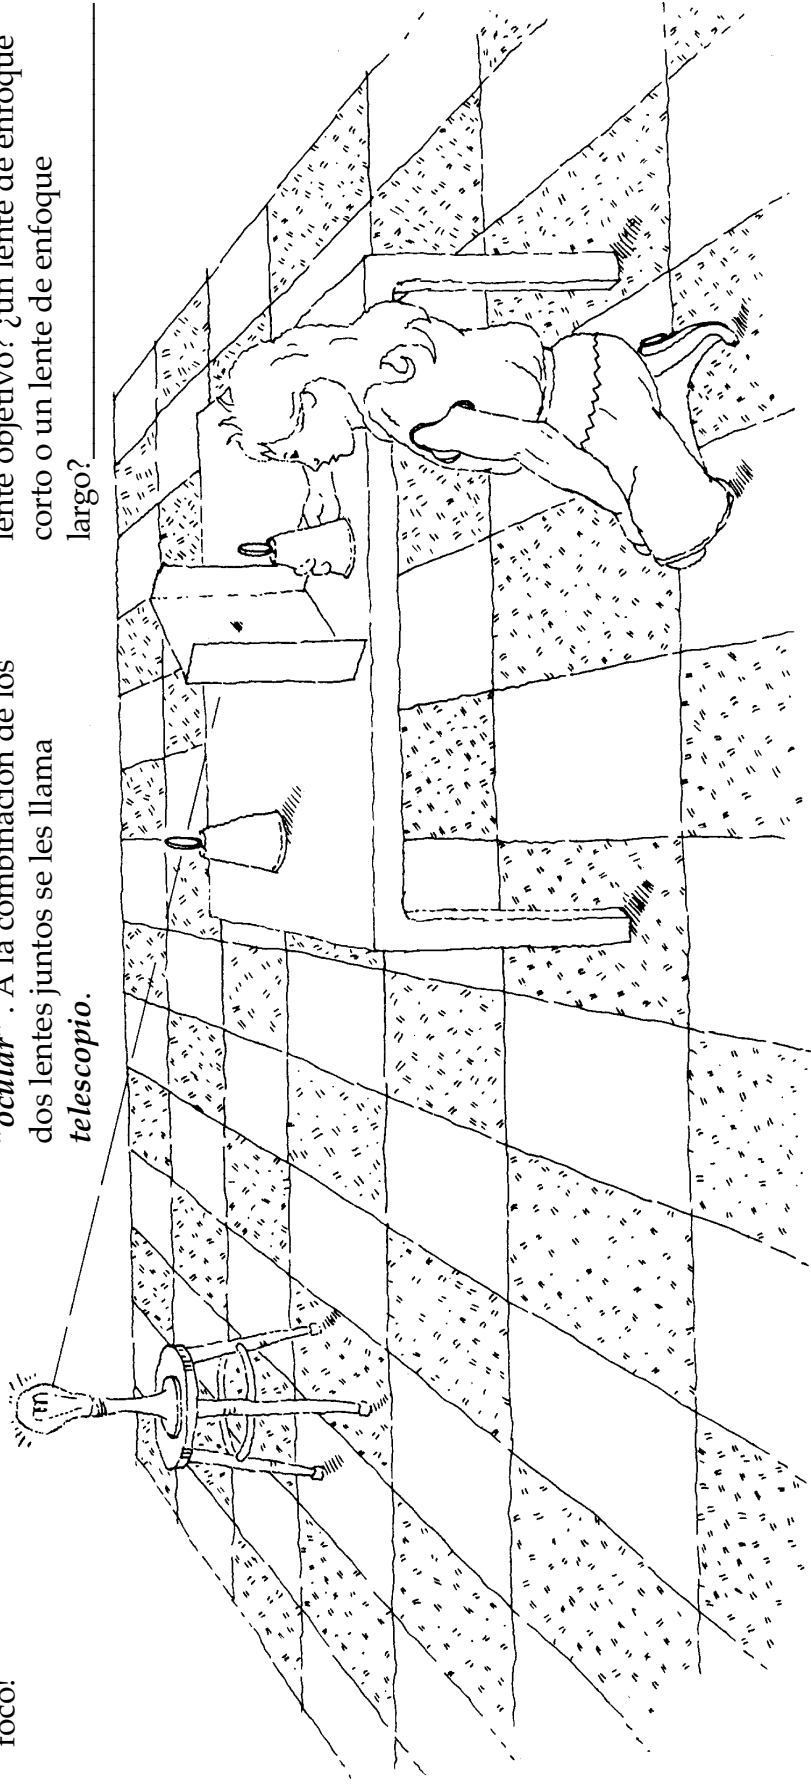 foco!
"ocular". A la combinación de los
dos lentes juntos se les llama
telescopio.
lente objetivo? ¿un lente de enfoque
corto o un lente de enfoque
largo?